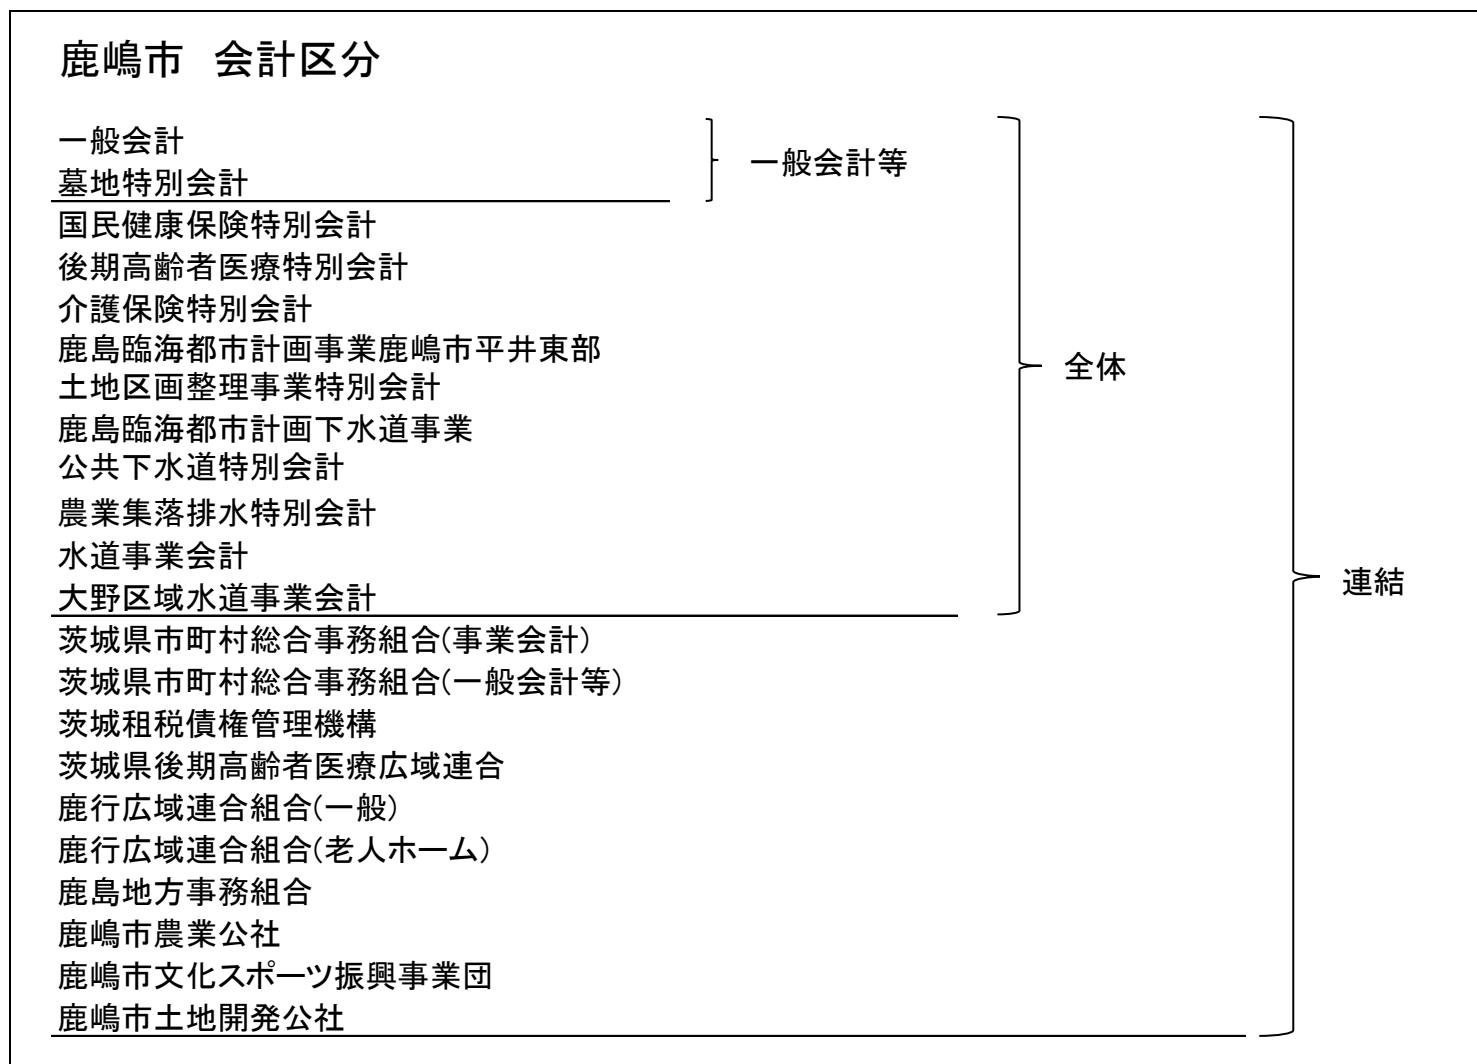 鹿嶋市　会計区分
一般会計
墓地特別会計
一般会計等
国民健康保険特別会計
後期高齢者医療特別会計
介護保険特別会計
鹿島臨海都市計画事業鹿嶋市平井東部
土地区画整理事業特別会計
全体
鹿島臨海都市計画下水道事業
公共下水道特別会計
農業集落排水特別会計
水道事業会計
大野区域水道事業会計
連結
茨城県市町村総合事務組合(事業会計)
茨城県市町村総合事務組合(一般会計等)
茨城租税債権管理機構
茨城県後期高齢者医療広域連合
鹿行広域連合組合(一般)
鹿行広域連合組合(老人ホーム)
鹿島地方事務組合
鹿嶋市農業公社
鹿嶋市文化スポーツ振興事業団
鹿嶋市土地開発公社